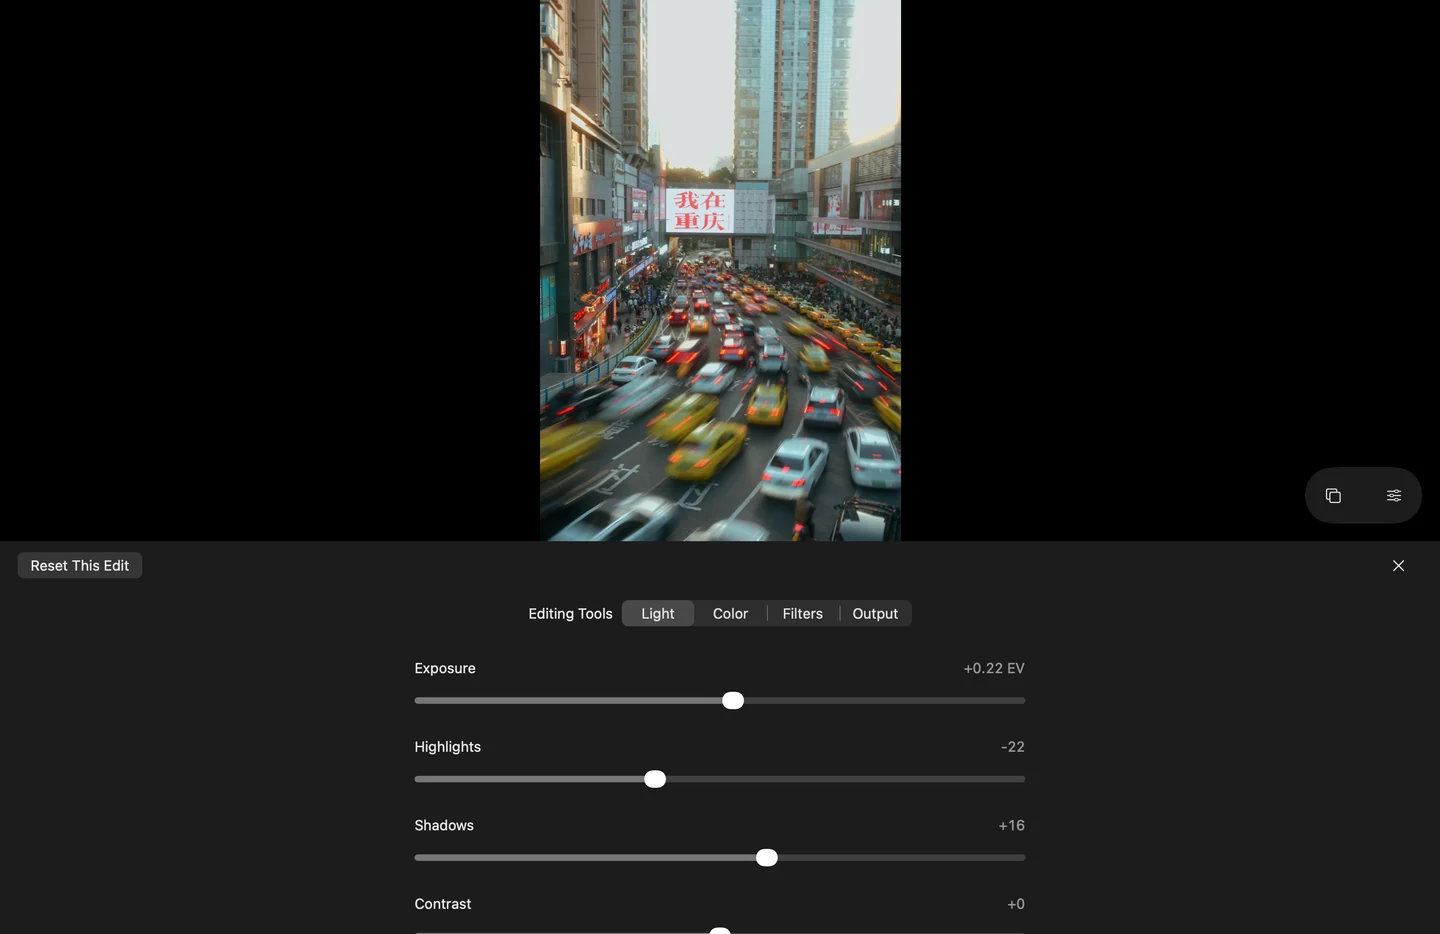 我在
重庆
Reset This Edit
Editing Tools
Light
Color
Filters
Output
Exposure
+0.22 EV
Highlights
-22
Shadows
+16
Contrast
+0